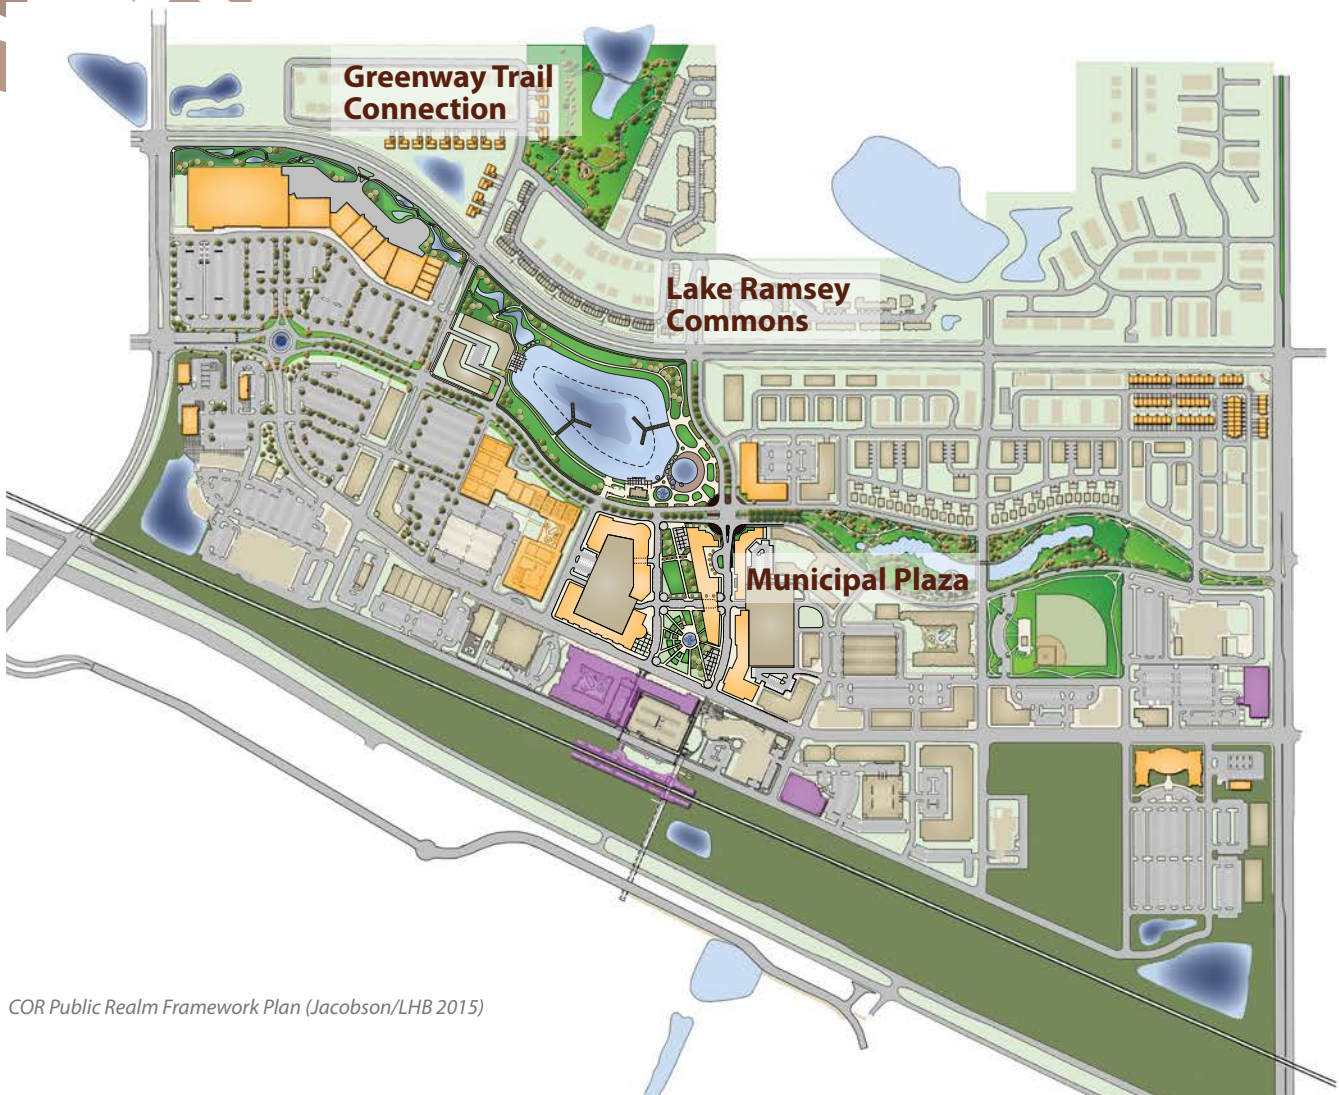 Greenway Trail
Connection
Lake Ramsey
Commons
Municipal Plaza
COR Public Realm Framework Plan (Jacobson/LHB 2015)